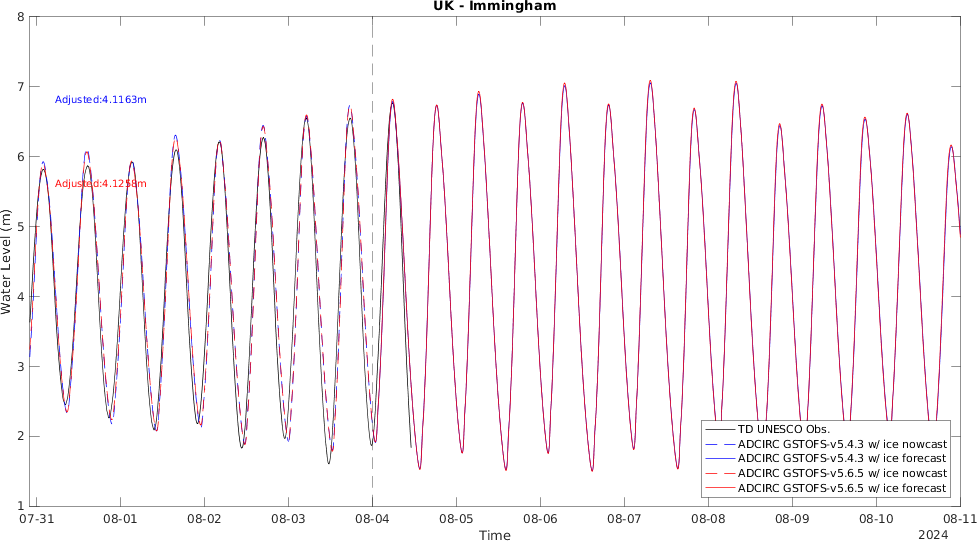 UK - Immingham
8
7
6
5
4
3
2
1
Water Level (m)
Adjusted:4.1163m
Adjusted:4.1258m
TD UNESCO Obs.
ADCIRC GSTOFS-v5.4.3 w/ ice nowcast
ADCIRC GSTOFS-v5.4.3 w/ ice forecast
ADCIRC GSTOFS-v5.6.5 w/ ice nowcast
ADCIRC GSTOFS-v5.6.5 w/ ice forecast
07-31 08-01 08-02 08-03 08-04 08-05 08-06 08-07 08-08 08-09 08-10 08-11
Time
2024